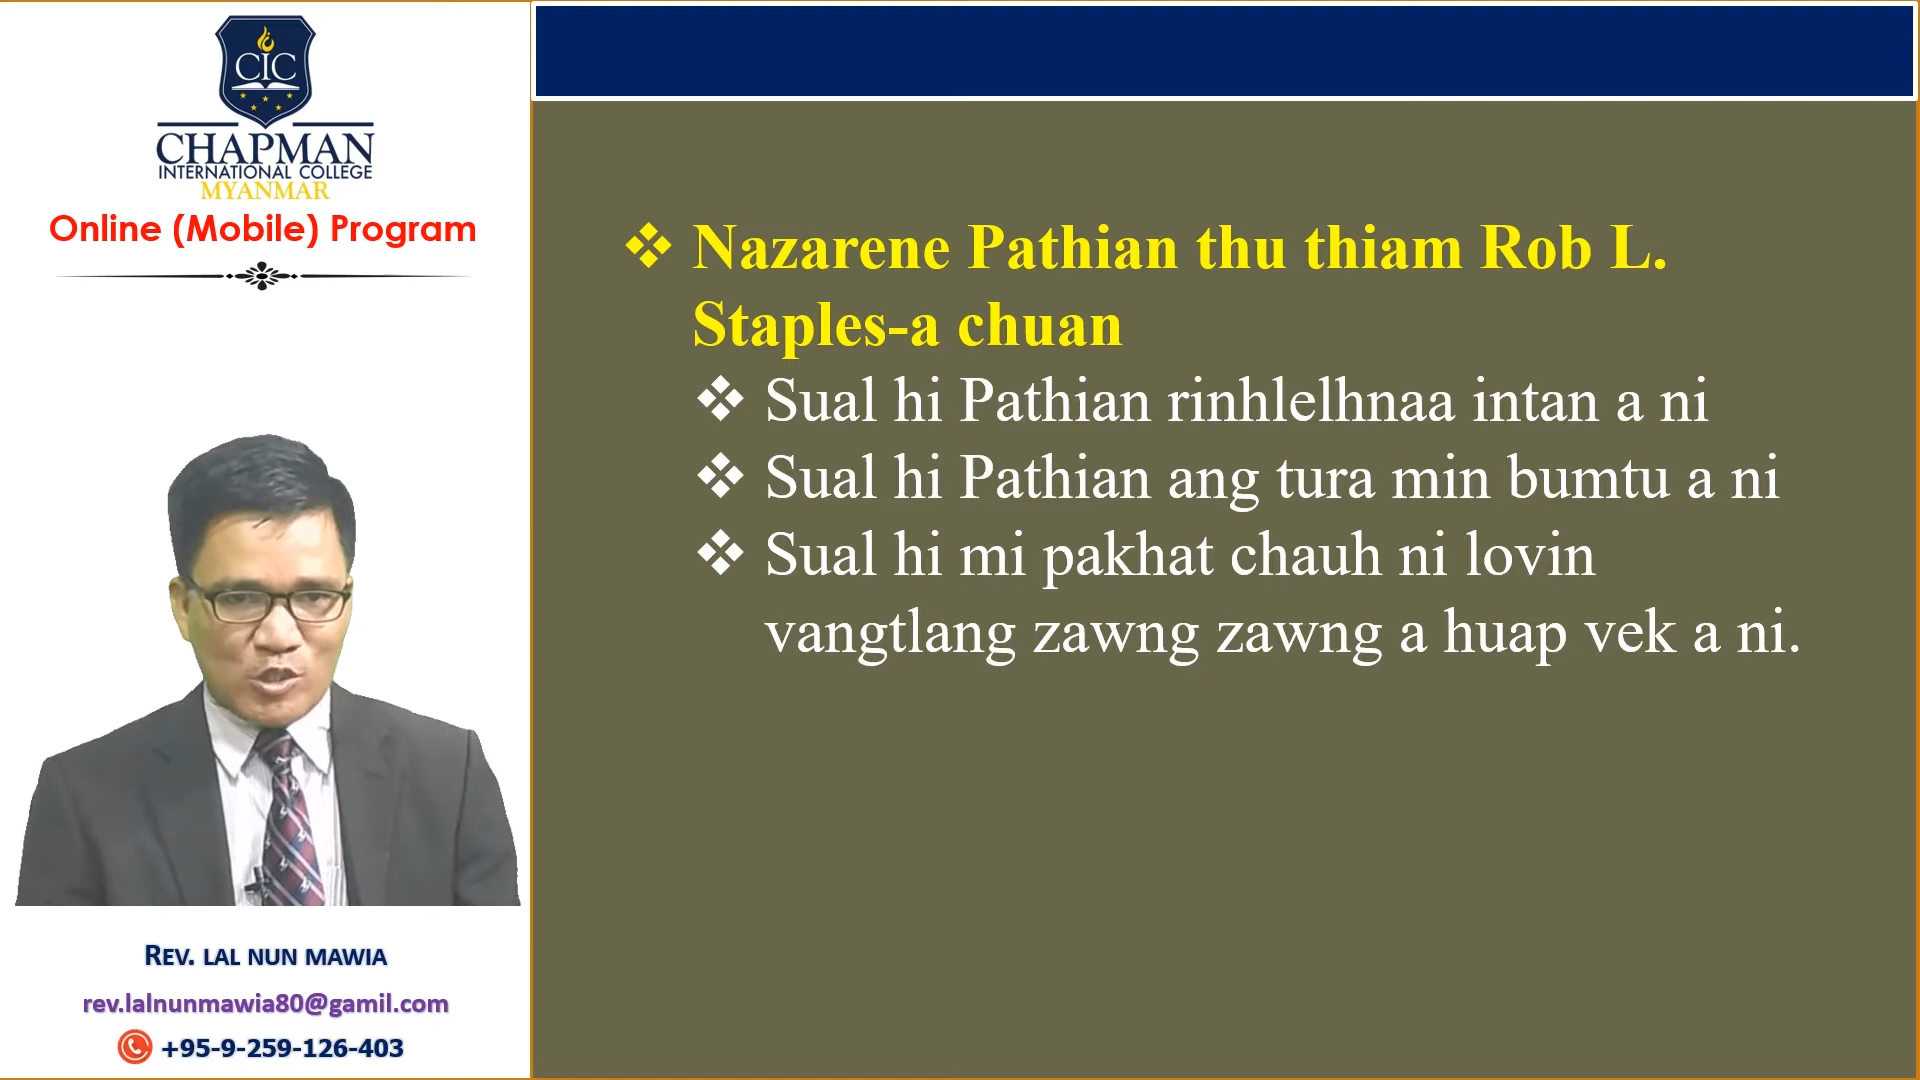 CIC
CHAPMAN
INTERNATIONAL COLLEGE
MYANMAR
Online (Mobile) Program
REV. LAL NUN MAWIA
rev.lalnunmawia80@gamil.com
+95-9-259-126-403
❖ Nazarene Pathian thu thiam Rob L.
Staples-a chuan
❖ Sual hi Pathian rinhlelhnaa intan a ni
❖ Sual hi Pathian ang tura min bumtu a ni
❖ Sual hi mi pakhat chauh ni lovin
vangtlang zawng zawng a huap vek a ni.